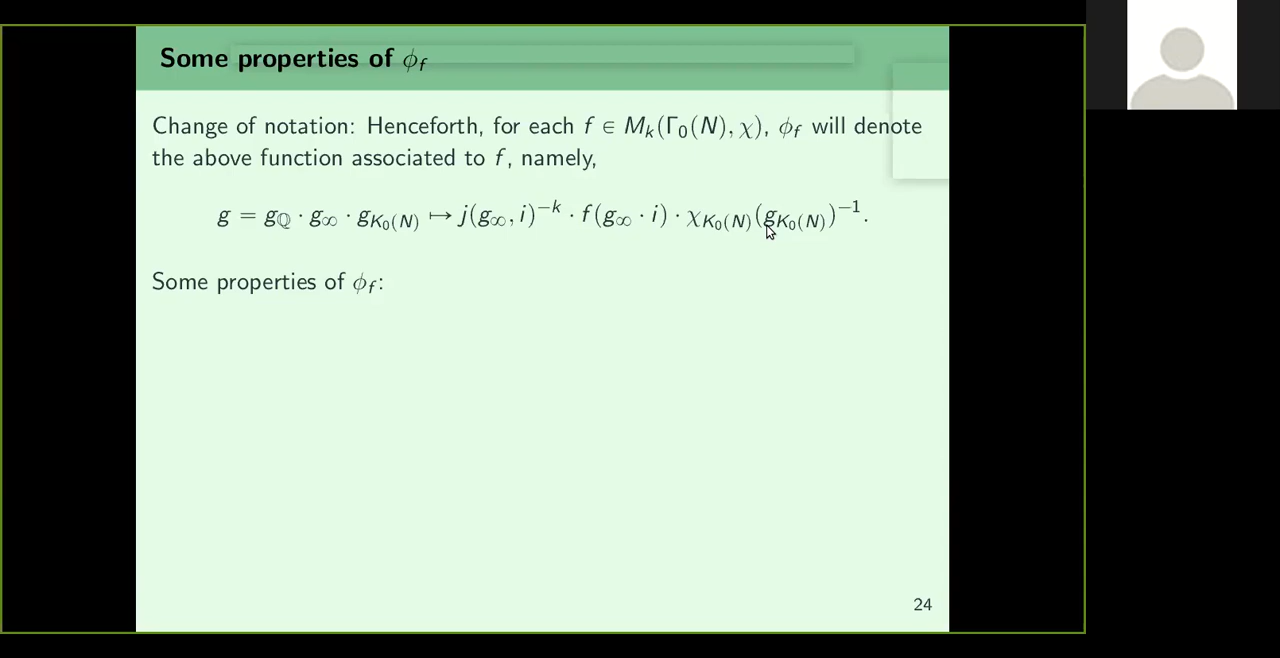 Some properties of ϕ_f
Change of notation: Henceforth, for each f ∈ M_k(Γ_0(N), χ), ϕ_f will denote
the above function associated to f, namely,
g = g_ℚ · g_∞ · g_{K_0(N)} ↦ j(g_∞, i)^{−k} · f(g_∞ · i) · χ_{K_0(N)}(g_{K_0(N)})^{−1}.
Some properties of ϕ_f:
24